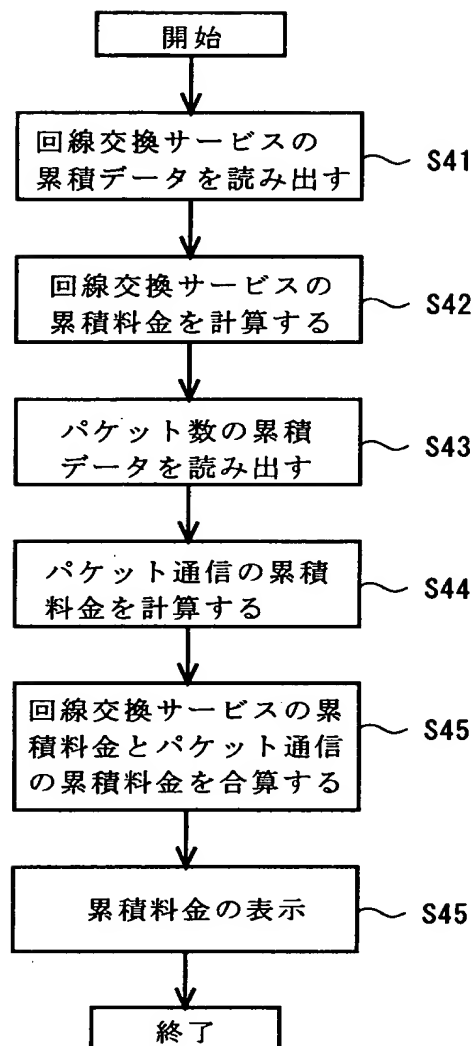 開始
回線交換サービスの
累積データを読み出す
S41
回線交換サービスの
累積料金を計算する
S42
パケット数の累積
データを読み出す
S43
パケット通信の累積
料金を計算する
S44
回線交換サービスの累
積料金とパケット通信
の累積料金を合算する
S45
累積料金の表示
S45
終了